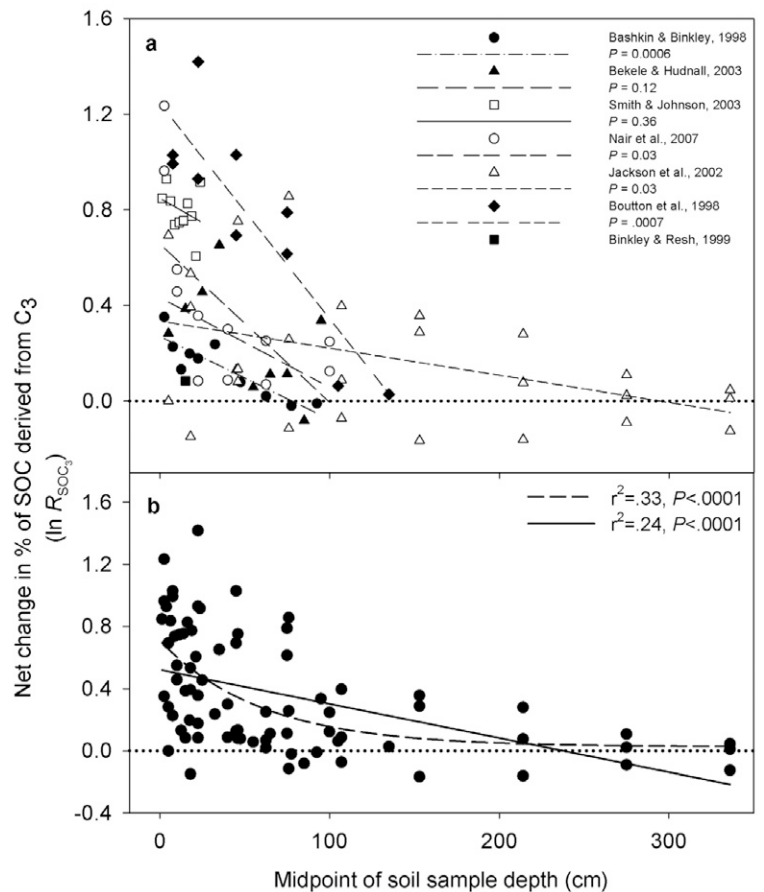 a
1.6
1.2
0.8
0.4
0.0
Bashkin & Binkley, 1998
P = 0.0006
Bekele & Hudnall, 2003
P = 0.12
Smith & Johnson, 2003
P = 0.36
Nair et al., 2007
P = 0.03
Jackson et al., 2002
P = 0.03
Boutton et al., 1998
P = .0007
Binkley & Resh, 1999
Net change in % of SOC derived from C3
(ln RSOC3)
b
1.6
1.2
0.8
0.4
0.0
-0.4
r²=.33, P<.0001
r²=.24, P<.0001
0 100 200 300
Midpoint of soil sample depth (cm)